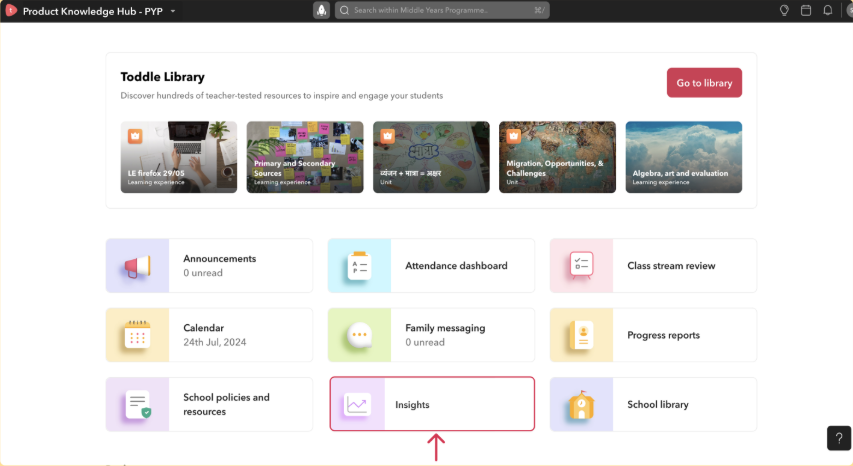 Product Knowledge Hub - PYP
Search within Middle Years Programme..
⌘/
Toddle Library
Discover hundreds of teacher-tested resources to inspire and engage your students
Go to library
LE firefox 29/05
Learning experience
Primary and Secondary
Sources
Learning experience
व्यंजन + मात्रा = अक्षर
Unit
Migration, Opportunities, &
Challenges
Unit
Algebra, art and evaluation
Learning experience
Announcements
0 unread
Attendance dashboard
Class stream review
Calendar
24th Jul, 2024
Family messaging
0 unread
Progress reports
School policies and
resources
Insights
School library
?